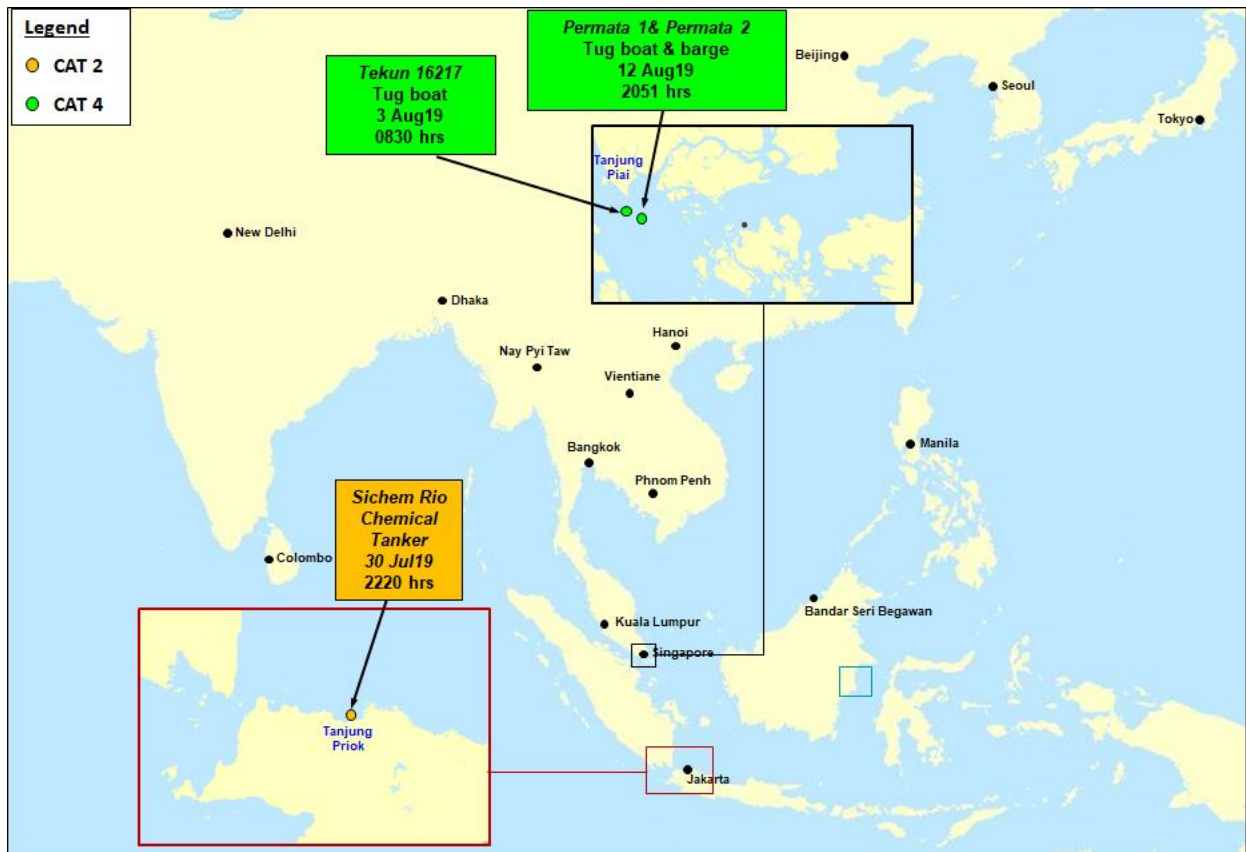 Legend
CAT 2
CAT 4
Tekun 16217
Tug boat
3 Aug19
0830 hrs
Permata 1& Permata 2
Tug boat & barge
12 Aug19
2051 hrs
Beijing
Seoul
Tokyo
Tanjung
Piai
New Delhi
Dhaka
Hanoi
Nay Pyi Taw
Vientiane
Manila
Bangkok
Phnom Penh
Sichem Rio
Chemical
Tanker
30 Jul19
2220 hrs
Colombo
Bandar Seri Begawan
Kuala Lumpur
Singapore
Tanjung
Priok
Jakarta